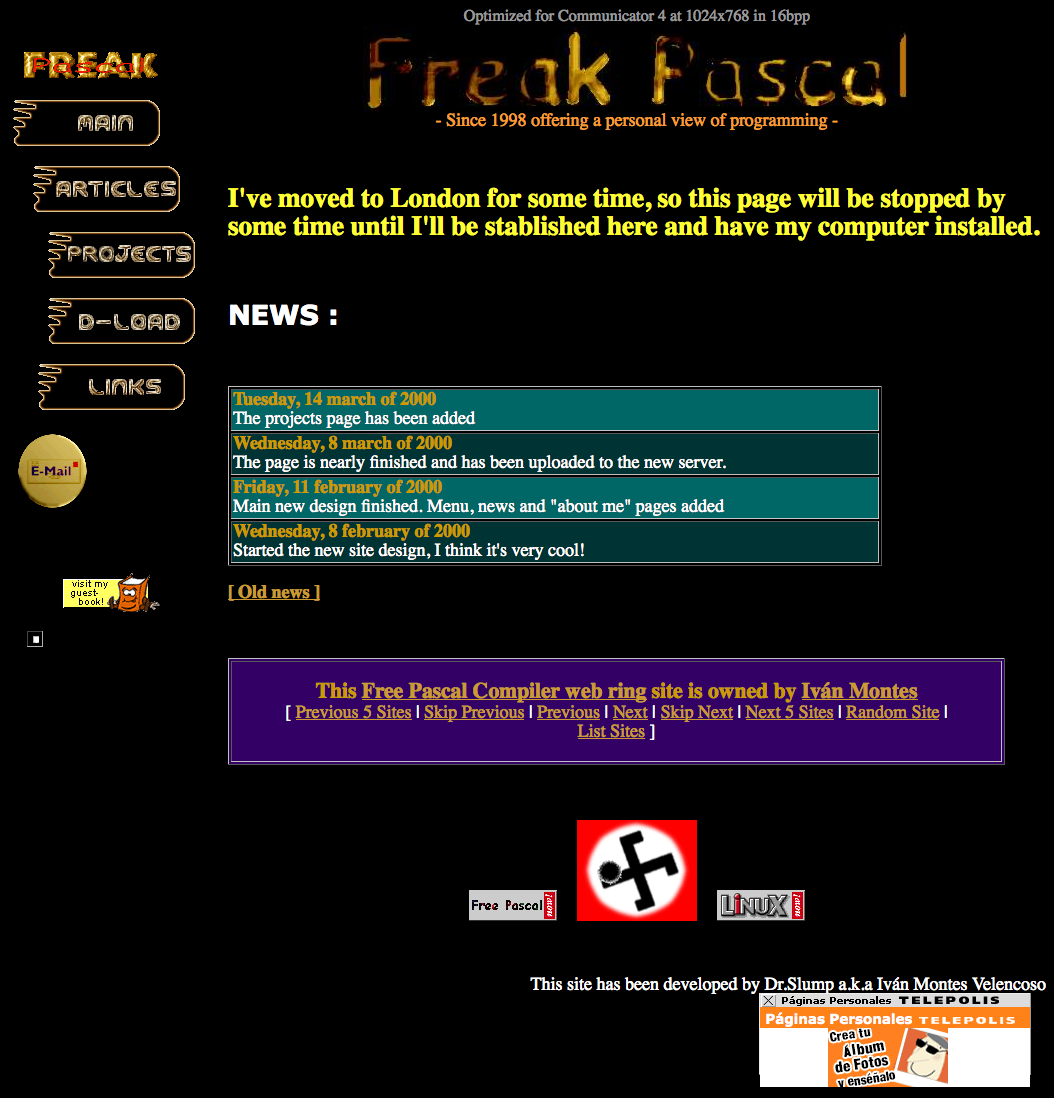 Optimized for Communicator 4 at 1024x768 in 16bpp
Freak Pascal
- Since 1998 offering a personal view of programming -
FREAK
Pascal
MAIN
ARTICLES
PROJECTS
D-LOAD
LINKS
E-Mail
visit my
guest-
book!
I've moved to London for some time, so this page will be stopped by
some time until I'll be stablished here and have my computer installed.
NEWS :
Tuesday, 14 march of 2000
The projects page has been added
Wednesday, 8 march of 2000
The page is nearly finished and has been uploaded to the new server.
Friday, 11 february of 2000
Main new design finished. Menu, news and "about me" pages added
Wednesday, 8 february of 2000
Started the new site design, I think it's very cool!
[ Old news ]
This Free Pascal Compiler web ring site is owned by Iván Montes
[ Previous 5 Sites | Skip Previous | Previous | Next | Skip Next | Next 5 Sites | Random Site |
List Sites ]
Free Pascal now!
LinuX now!
This site has been developed by Dr.Slump a.k.a Iván Montes Velencoso
Páginas Personales TELEPOLIS
Páginas Personales TELEPOLIS
Crea tu
Álbum
de Fotos
y enséñalo